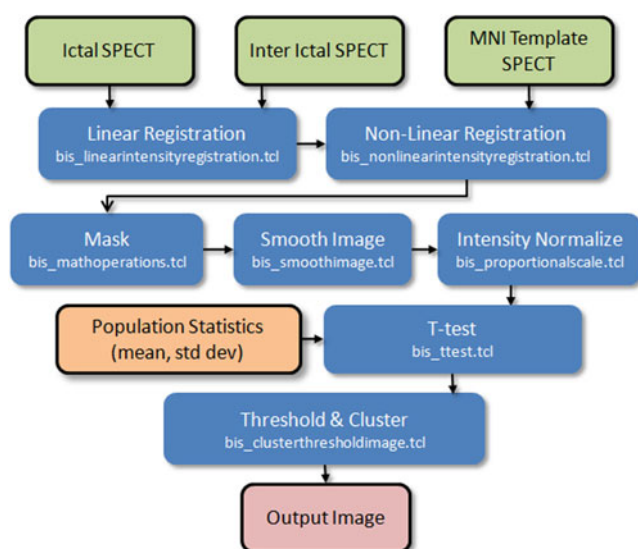 Ictal SPECT
Inter Ictal SPECT
MNI Template
SPECT
Linear Registration
bis_linearintensityregistration.tcl
Non-Linear Registration
bis_nonlinearintensityregistration.tcl
Mask
bis_mathoperations.tcl
Smooth Image
bis_smoothimage.tcl
Intensity Normalize
bis_proportionalscale.tcl
Population Statistics
(mean, std dev)
T-test
bis_ttest.tcl
Threshold & Cluster
bis_clusterthresholdimage.tcl
Output Image